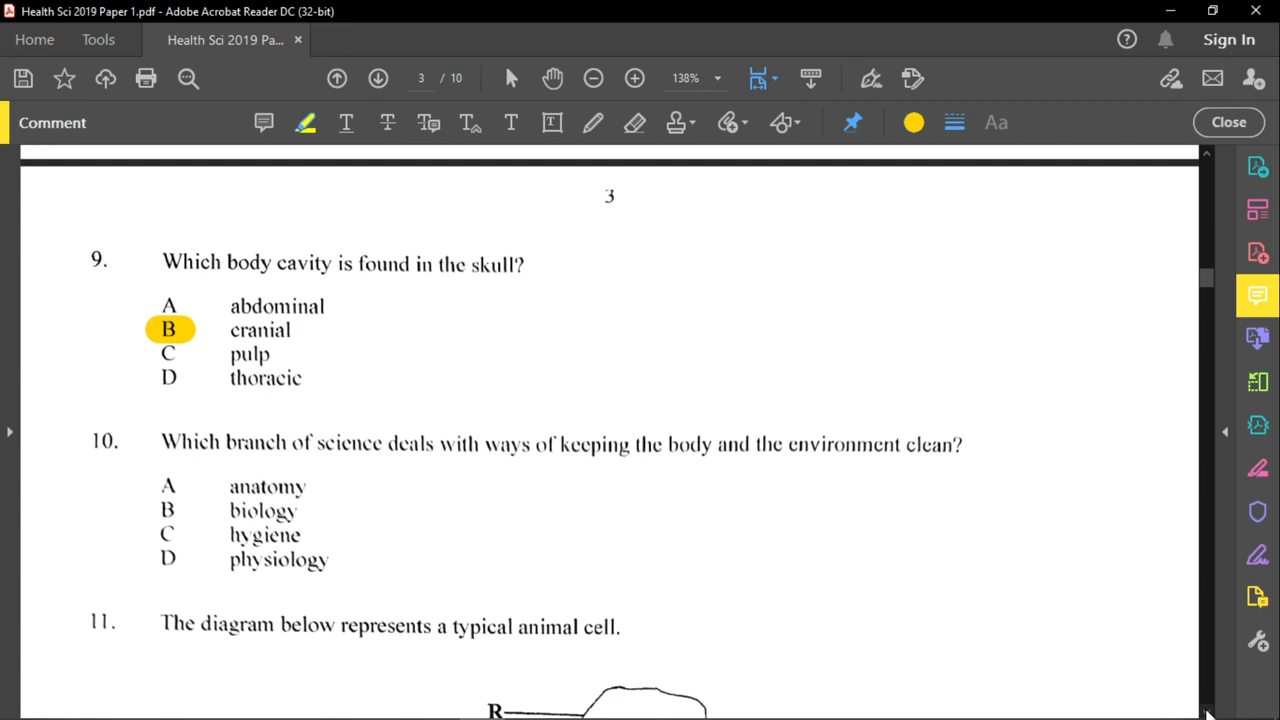 Health Sci 2019 Paper 1.pdf - Adobe Acrobat Reader DC (32-bit)
Home Tools Health Sci 2019 Pa... × Sign In
3 / 10 138%
Comment Close
3
9. Which body cavity is found in the skull?
A abdominal
B cranial
C pulp
D thoracic
10. Which branch of science deals with ways of keeping the body and the environment clean?
A anatomy
B biology
C hygiene
D physiology
11. The diagram below represents a typical animal cell.
R